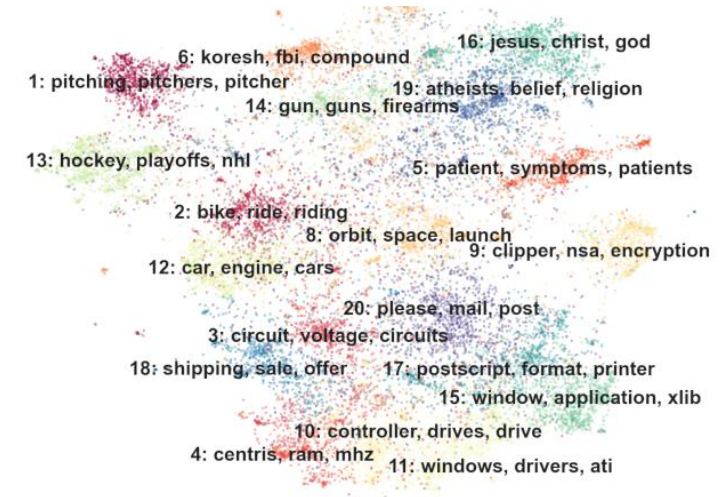 16: jesus, christ, god
6: koresh, fbi, compound
1: pitching, pitchers, pitcher
19: atheists, belief, religion
14: gun, guns, firearms
13: hockey, playoffs, nhl
5: patient, symptoms, patients
2: bike, ride, riding
8: orbit, space, launch
9: clipper, nsa, encryption
12: car, engine, cars
20: please, mail, post
3: circuit, voltage, circuits
18: shipping, sale, offer
17: postscript, format, printer
15: window, application, xlib
10: controller, drives, drive
4: centris, ram, mhz
11: windows, drivers, ati